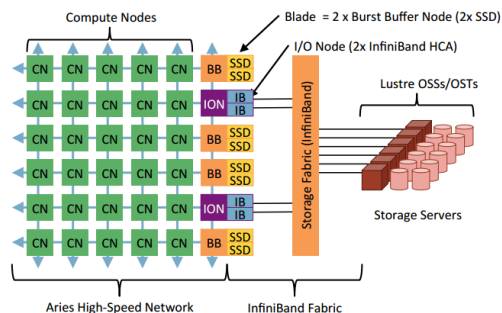 Compute Nodes
Blade = 2 x Burst Buffer Node (2x SSD)
I/O Node (2x InfiniBand HCA)
Lustre OSSs/OSTs
CN CN CN CN CN BB SSD
SSD
CN CN CN CN CN ION IB
IB
CN CN CN CN CN BB SSD
SSD
CN CN CN CN CN BB SSD
SSD
CN CN CN CN CN ION IB
IB
CN CN CN CN CN BB SSD
SSD
Storage Fabric (InfiniBand)
Storage Servers
Aries High-Speed Network
InfiniBand Fabric